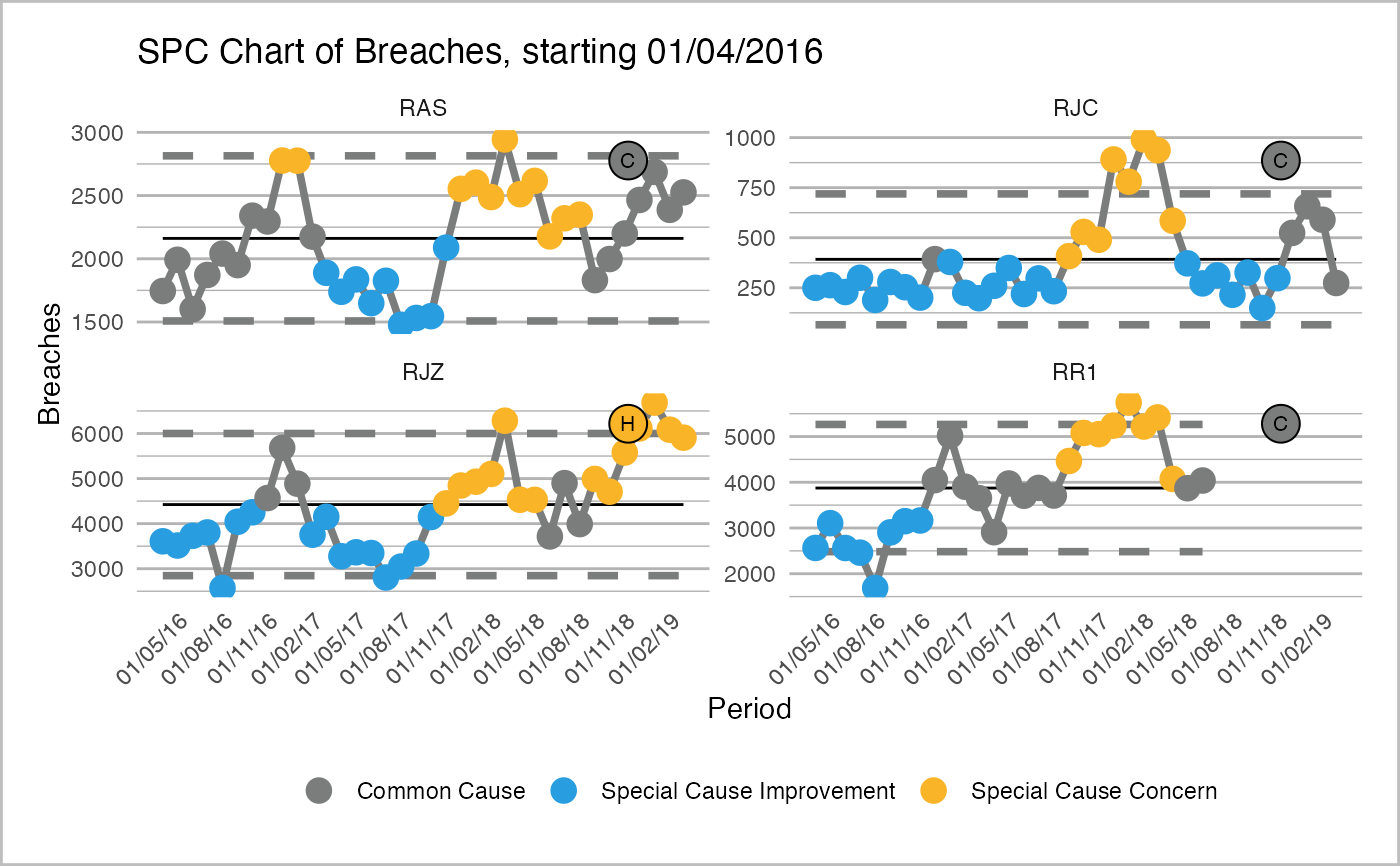 SPC Chart of Breaches, starting 01/04/2016
RAS
RJC
3000
2500
2000
1500
C
1000
750
500
250
C
RJZ
RR1
6000
5000
4000
3000
H
5000
4000
3000
2000
C
Breaches
01/05/16 01/08/16 01/11/16 01/02/17 01/05/17 01/08/17 01/11/17 01/02/18 01/05/18 01/08/18 01/11/18 01/02/19
01/05/16 01/08/16 01/11/16 01/02/17 01/05/17 01/08/17 01/11/17 01/02/18 01/05/18 01/08/18 01/11/18 01/02/19
Period
Common Cause Special Cause Improvement Special Cause Concern